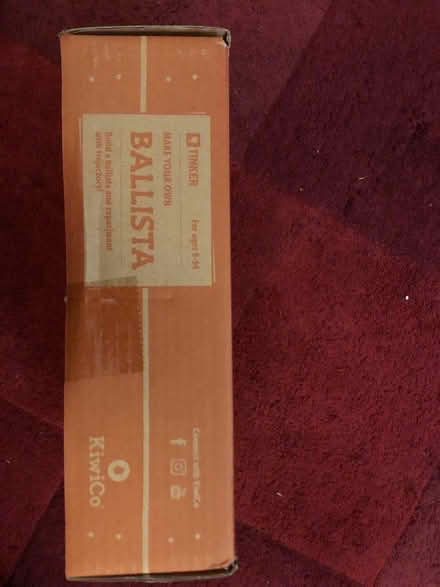 TINKER
For ages 9-14
MAKE YOUR OWN
BALLISTA
Build a ballista and experiment
with trajectory!
Connect with KiwiCo
KiwiCo